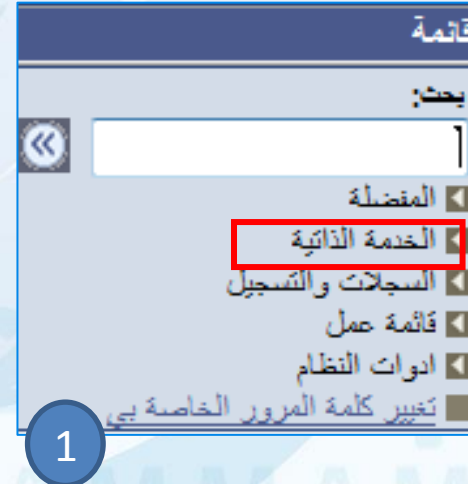 قائمة
بحث:
المفضلة
الخدمة الذاتية
السجلات والتسجيل
قائمة عمل
ادوات النظام
تغيير كلمة المرور الخاصة بي
1